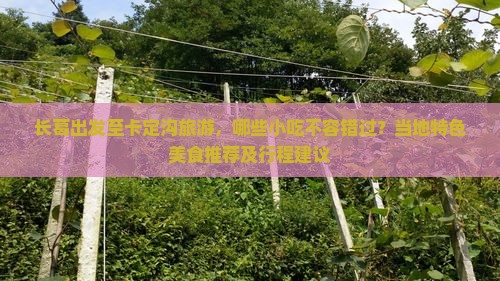 长葛出发至卡定沟旅游，哪些小吃不容错过？当地特色
美食推荐及行程建议